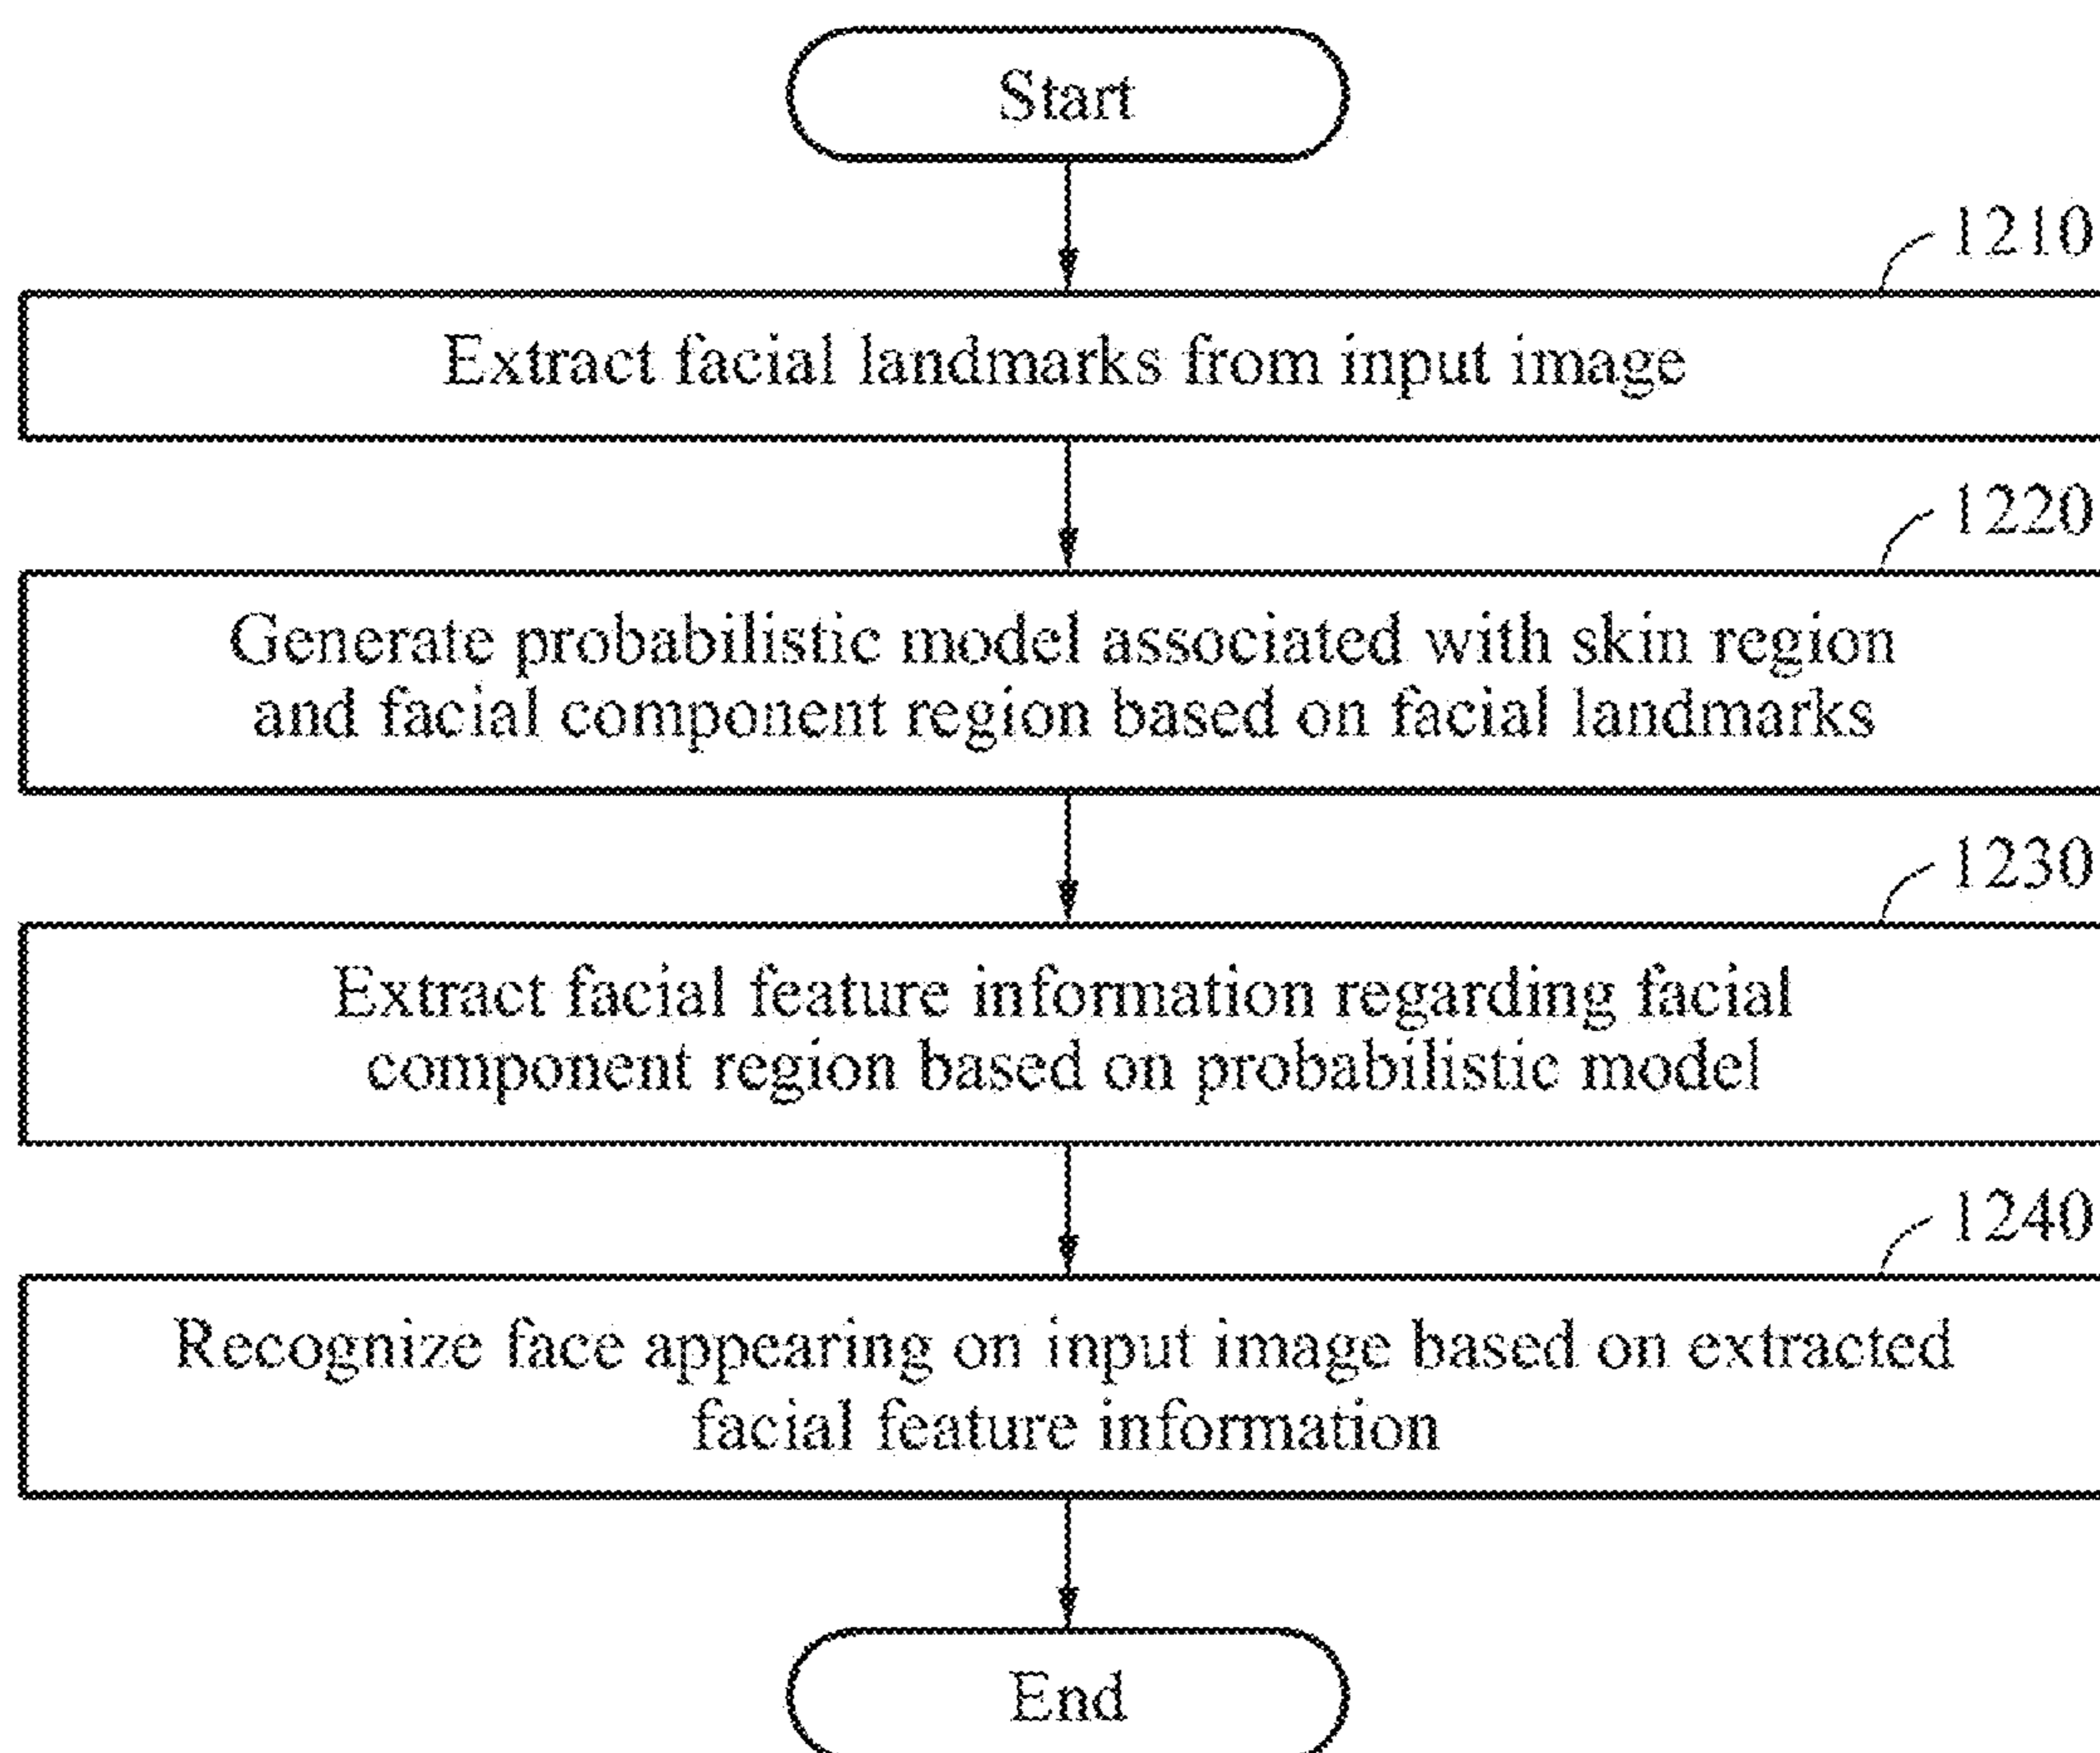 Start
1210
Extract facial landmarks from input image
1220
Generate probabilistic model associated with skin region
and facial component region based on facial landmarks
1230
Extract facial feature information regarding facial
component region based on probabilistic model
1240
Recognize face appearing on input image based on extracted
facial feature information
End